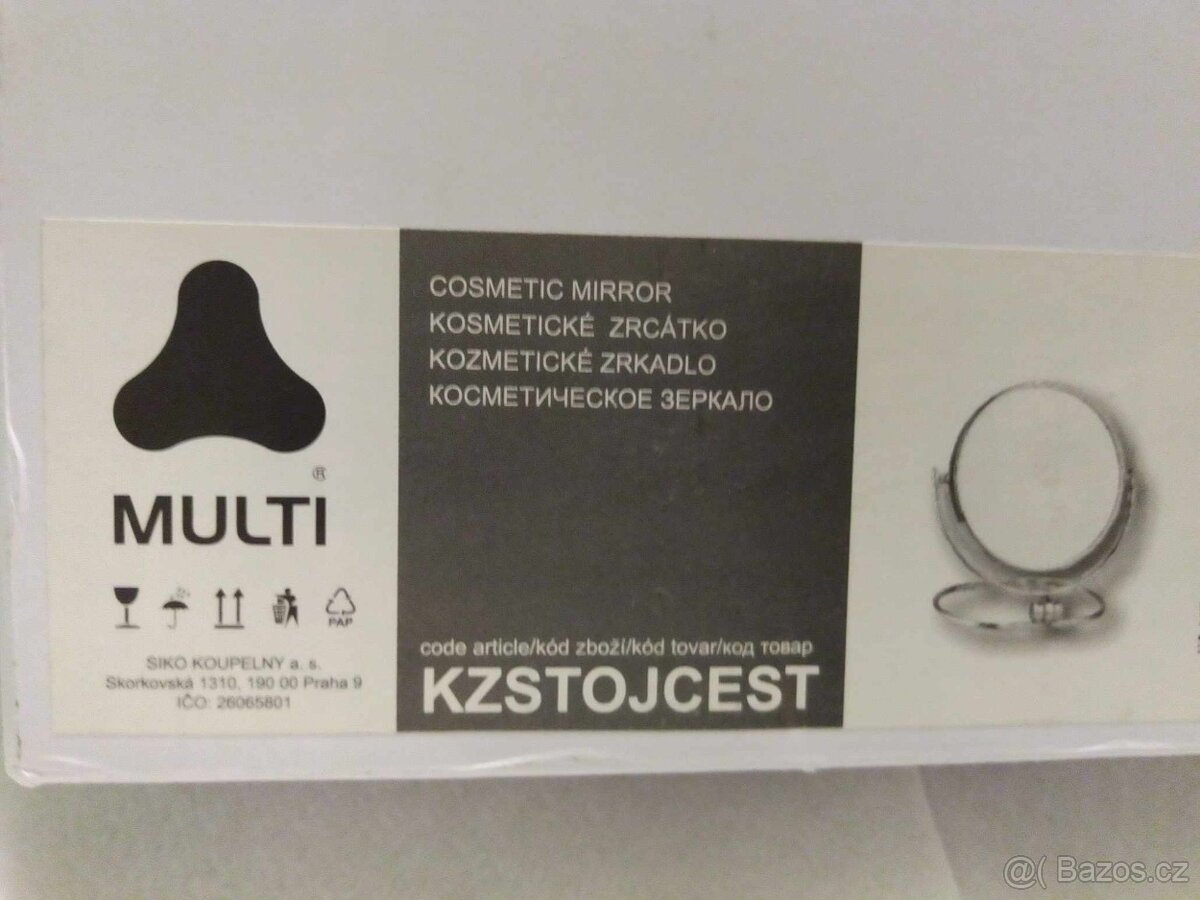 ®
MULTI
PAP
SIKO KOUPELNY a. s.
Skorkovská 1310, 190 00 Praha 9
IČO: 26065801
COSMETIC MIRROR
KOSMETICKÉ ZRCÁTKO
KOZMETICKÉ ZRKADLO
КОСМЕТИЧЕСКОЕ ЗЕРКАЛО
code article/kód zboží/kód tovar/код товар
KZSTOJCEST
@( Bazos.cz